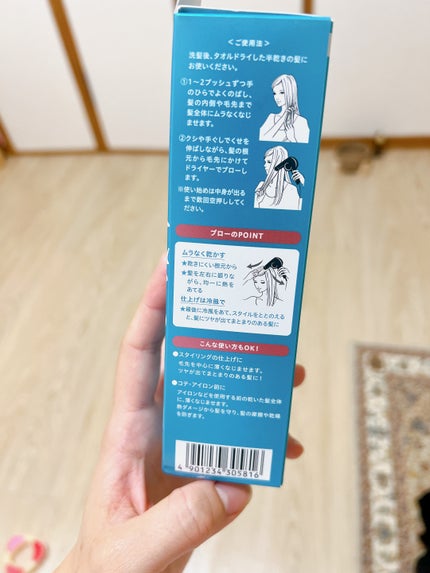 ＜ご使用法＞
洗髪後、タオルドライした半乾きの髪に
お使いください。
①1〜2プッシュずつ手
のひらでよくのばし、
髪の内側や毛先まで
髪全体にムラなくなじ
ませます。
②クシや手ぐしでくせを
伸ばしながら、髪の根
元から毛先にかけて
ドライヤーでブローし
ます。
※使い始めは中身が出る
まで数回空押ししてく
ださい。
ブローのPOINT
ムラなく乾かす
★乾きにくい根元から
★髪を左右に振りな
がら、均一に熱を
あてる
仕上げは冷風で
★最後に冷風をあて、スタイルをととのえる
と、髪にツヤが出てまとまりのある髪に
こんな使い方もOK!
●スタイリングの仕上げに
毛先を中心に薄くなじませます。
ツヤが出てまとまりのある髪に!
●コテ・アイロン前に
アイロンなどを使用する前の乾いた髪全体
に、薄くなじませます。
熱ダメージから髪を守り、髪の摩擦や乾燥
を防ぎます。
4 901234 305816